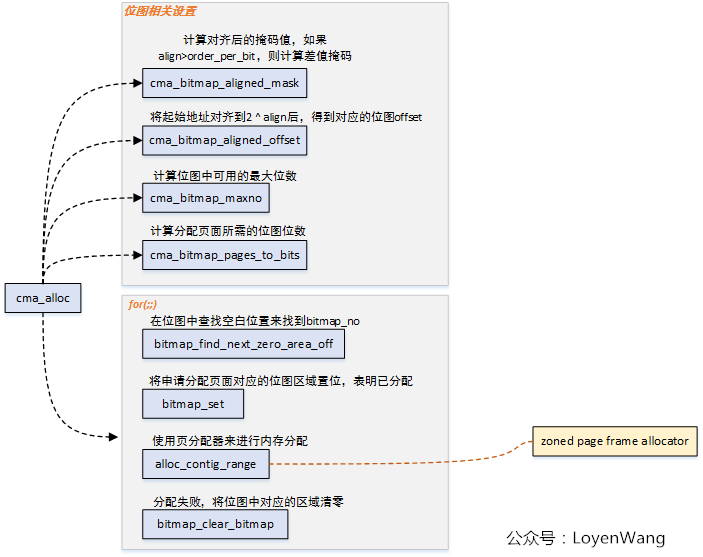 位图相关设置
计算对齐后的掩码值，如果
align>order_per_bit，则计算差值掩码
cma_bitmap_aligned_mask
将起始地址对齐到2 ^ align后，得到对应的位图offset
cma_bitmap_aligned_offset
计算位图中可用的最大位数
cma_bitmap_maxno
计算分配页面所需的位图位数
cma_bitmap_pages_to_bits
cma_alloc
for(;;)
在位图中查找空白位置来找到bitmap_no
bitmap_find_next_zero_area_off
将申请分配页面对应的位图区域置位，表明已分配
bitmap_set
使用页分配器来进行内存分配
alloc_contig_range
zoned page frame allocator
分配失败，将位图中对应的区域清零
bitmap_clear_bitmap
公众号：LoyenWang